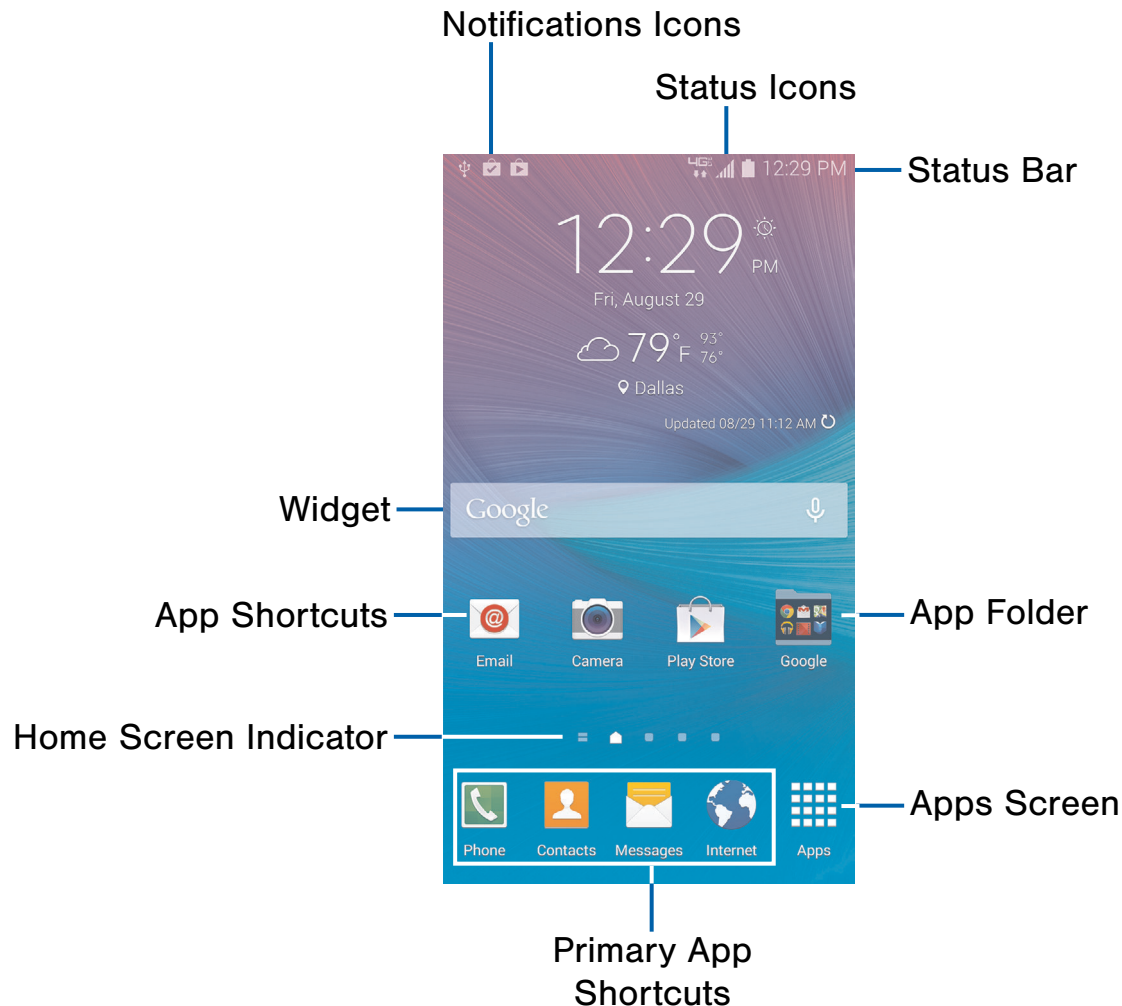 Notifications Icons
Status Icons
4G LTE 12:29 PM
Status Bar
12:29
PM
Fri, August 29
79°F
93°
76°
Dallas
Updated 08/29 11:12 AM
Widget
Google
App Shortcuts
App Folder
@
Email
Camera
Play Store
Google
Home Screen Indicator
Apps Screen
Phone
Contacts
Messages
Internet
Apps
Primary App
Shortcuts